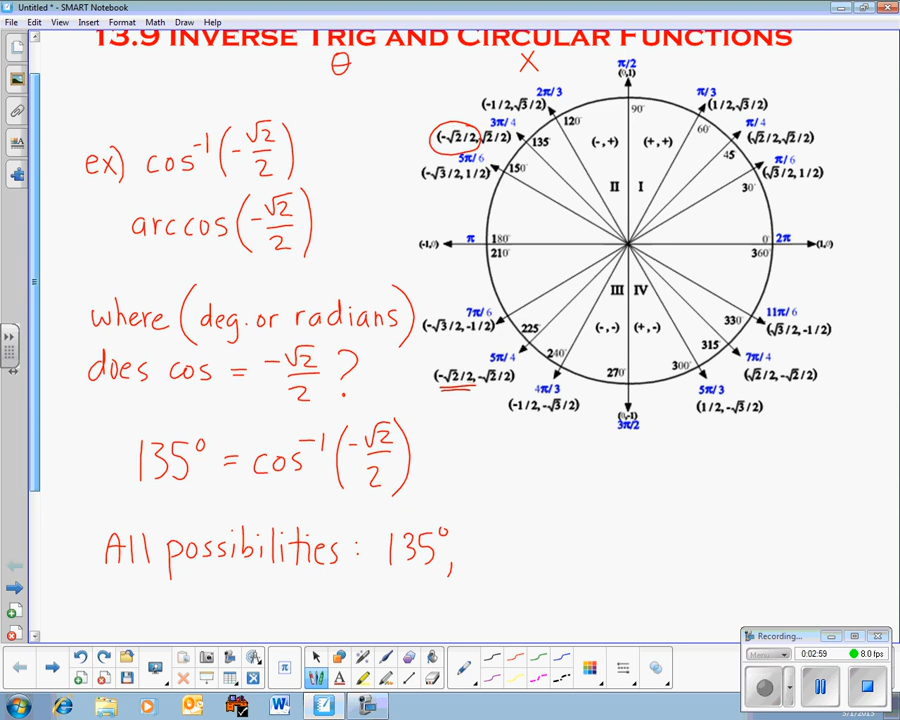 Untitled * - SMART Notebook
File Edit View Insert Format Math Draw Help
13.9 Inverse Trig and Circular Functions
θ X
ex) cos⁻¹(-√2/2)
arccos(-√2/2)
where (deg. or radians)
does cos = -√2/2 ?
135° = cos⁻¹(-√2/2)
All possibilities: 135°,
π/2
(0,1)
90°
2π/3
(-1/2,√3/2)
120°
3π/4
(-√2/2,√2/2)
135
5π/6
(-√3/2, 1/2)
150°
π/3
(1/2,√3/2)
60°
π/4
(√2/2,√2/2)
45
π/6
(√3/2, 1/2)
30°
(-,+) (+,+)
II I
(-1,0) π 180°
0° 2π (1,0)
210°
360°
III IV
(-,-) (+,-)
7π/6
(-√3/2, -1/2)
225
5π/4
(-√2/2,-√2/2)
240°
4π/3
(-1/2, -√3/2)
270°
(0,-1)
3π/2
300°
5π/3
(1/2, -√3/2)
315
7π/4
(√2/2, -√2/2)
330
11π/6
(√3/2, -1/2)
Recording...
Menu
0:02:59 8.0 fps